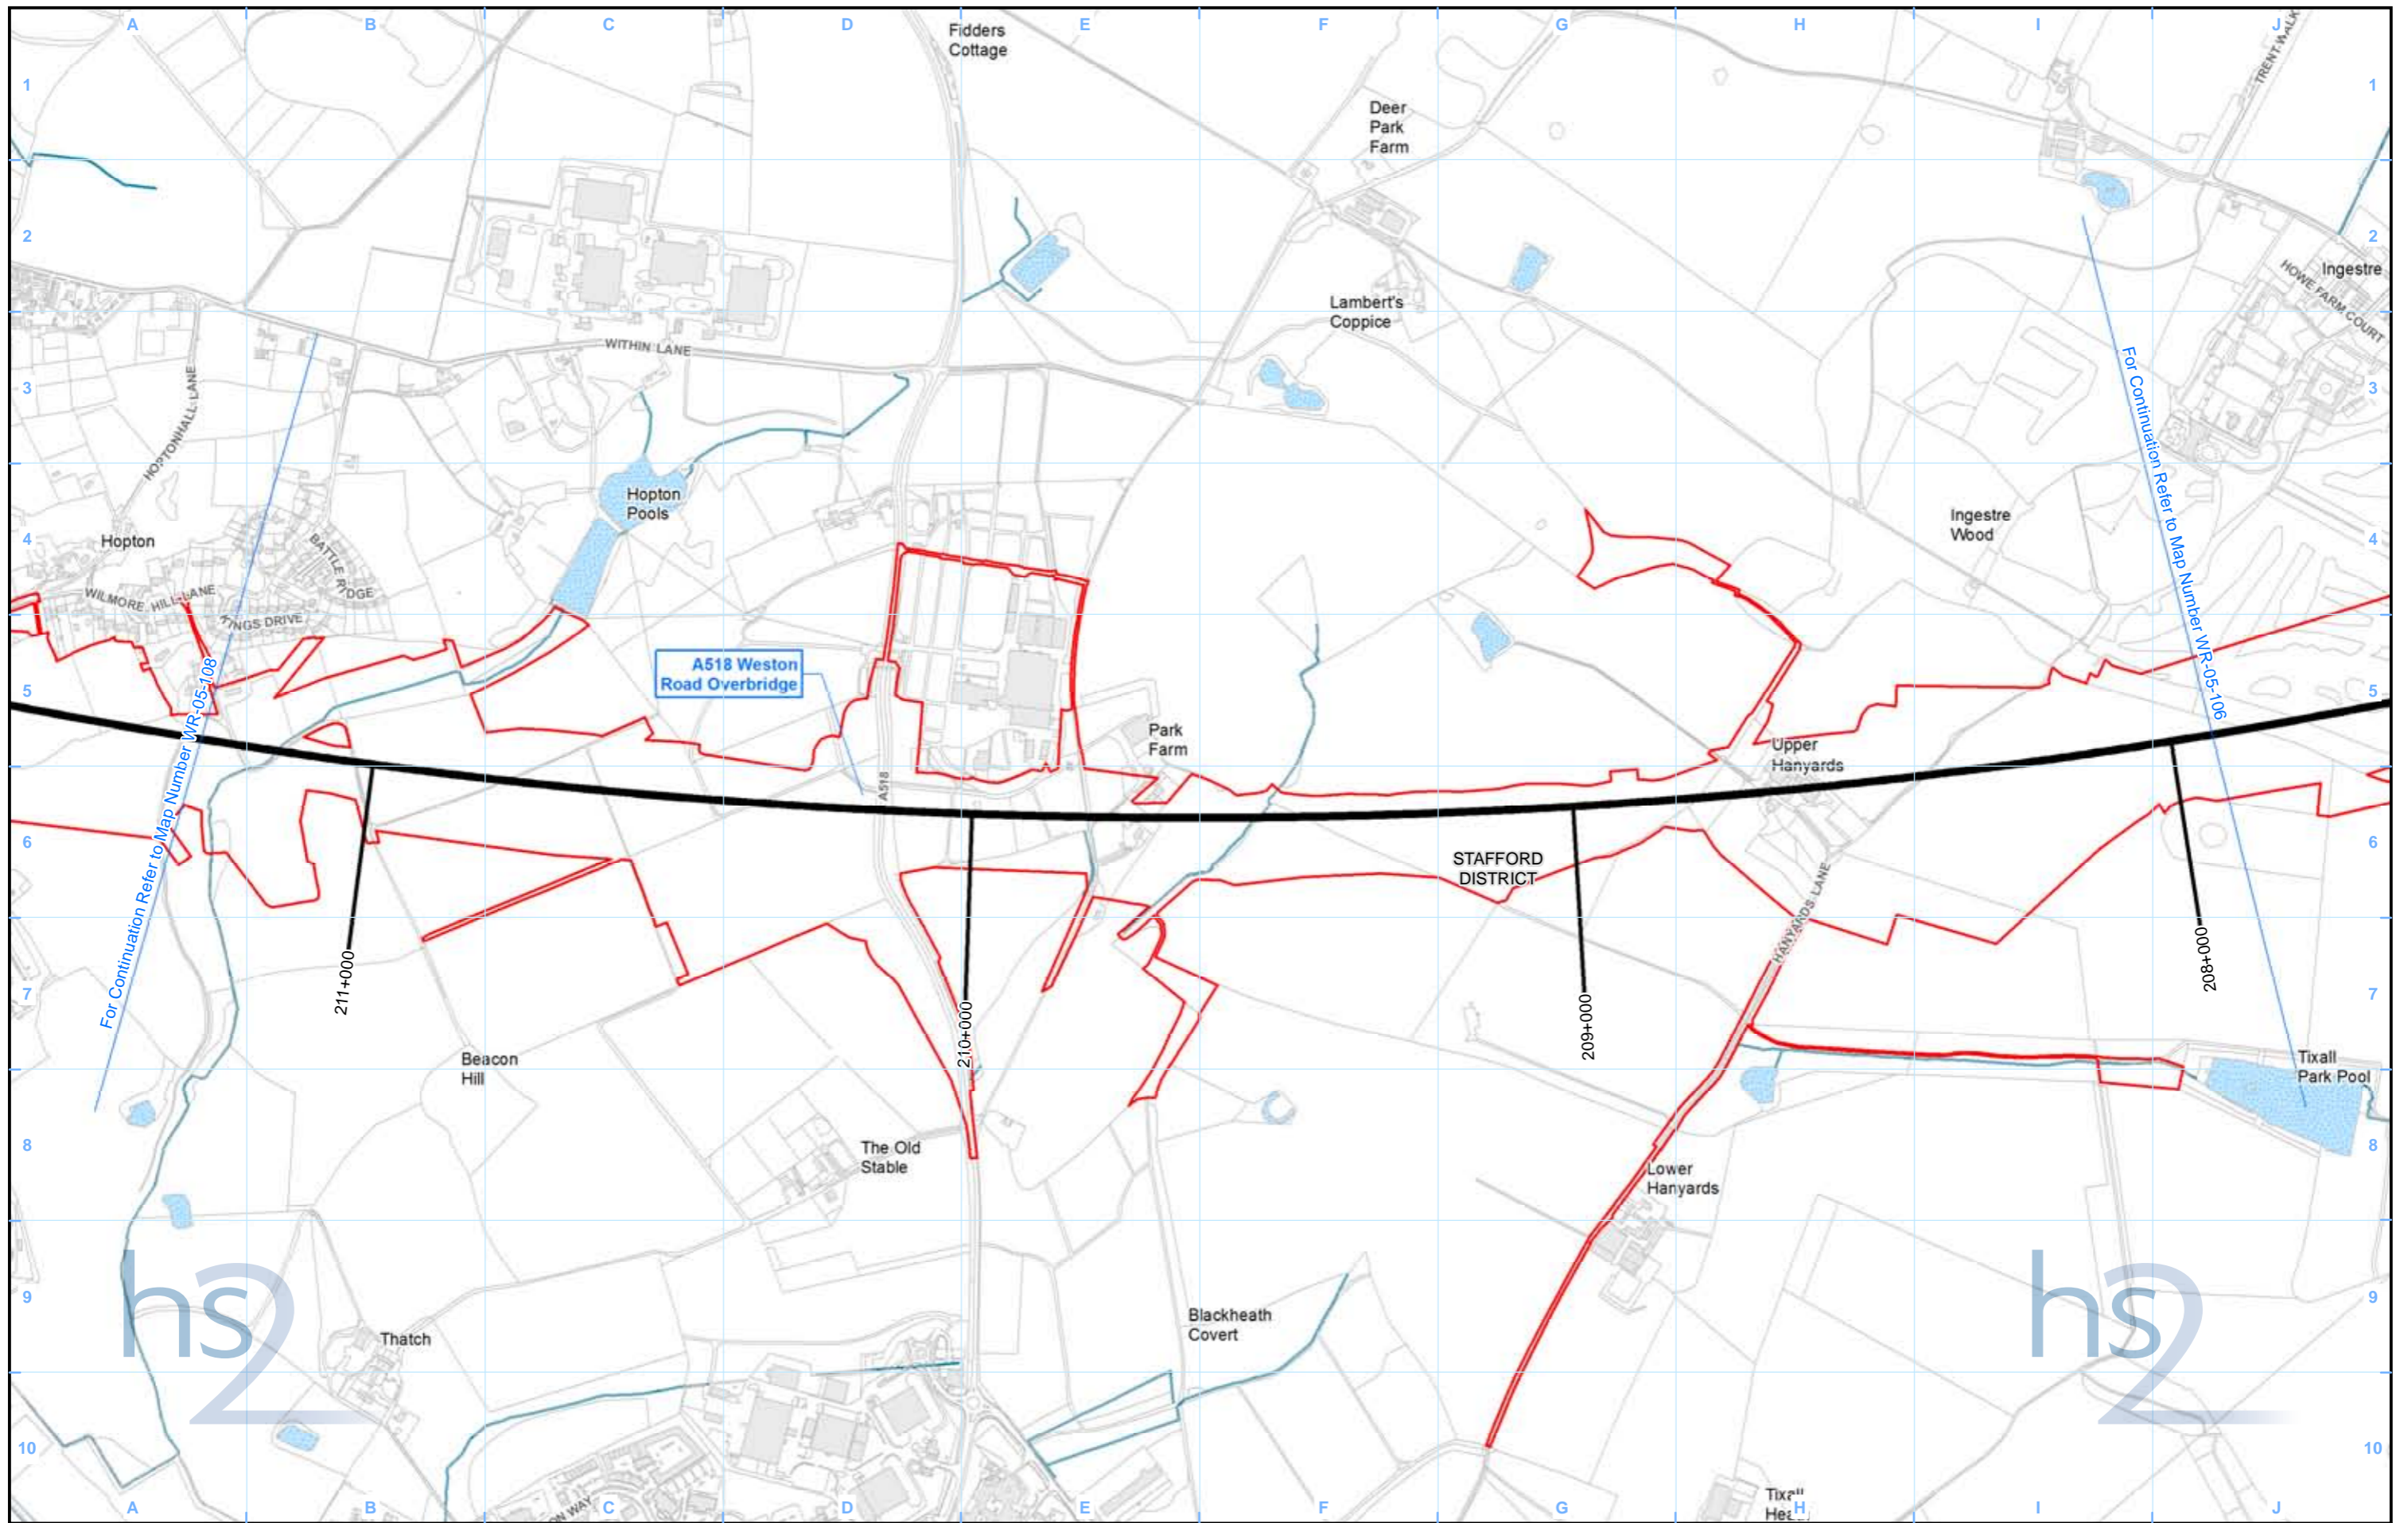 A B C D E F G H I J
Fidders
Cottage
TRENT WALK
1 1
Deer
Park
Farm
2 2
HOWE FARM COURT
Ingestre
Lambert's
Coppice
WITHIN LANE
3 3
HOPTONHALL LANE
For Continuation Refer to Map Number WR-05-106
Hopton
Pools
Ingestre
Wood
4 4
Hopton
BATTLE RIDGE
WILMORE HILL LANE
KINGS DRIVE
A518 Weston
Road Overbridge
5 5
For Continuation Refer to Map Number WR-05-108
Park
Farm
Upper
Hanyards
A518
6 6
STAFFORD
DISTRICT
HANYARDS LANE
211+000
210+000
209+000
208+000
7 7
Beacon
Hill
Tixall
Park Pool
8 8
The Old
Stable
Lower
Hanyards
hs2
hs2
9 9
Blackheath
Covert
Thatch
10 10
WAY
A B C D E F G H I J